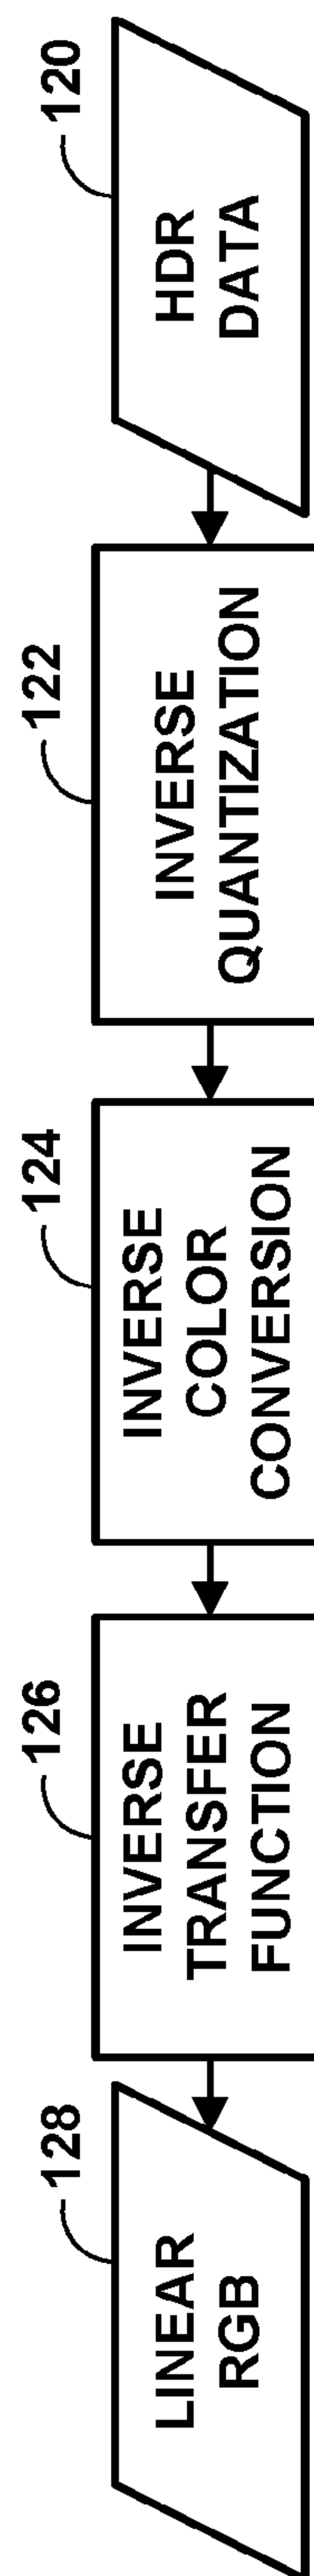 128
LINEAR
RGB
126
INVERSE
TRANSFER
FUNCTION
124
INVERSE
COLOR
CONVERSION
122
INVERSE
QUANTIZATION
120
HDR
DATA